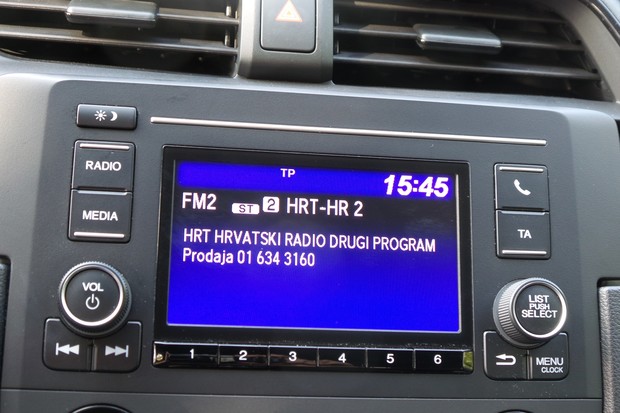 RADIO
MEDIA
VOL
TP
15:45
FM2 ST 2 HRT-HR 2
HRT HRVATSKI RADIO DRUGI PROGRAM
Prodaja 01 634 3160
1 2 3 4 5 6
TA
LIST
PUSH
SELECT
MENU
CLOCK